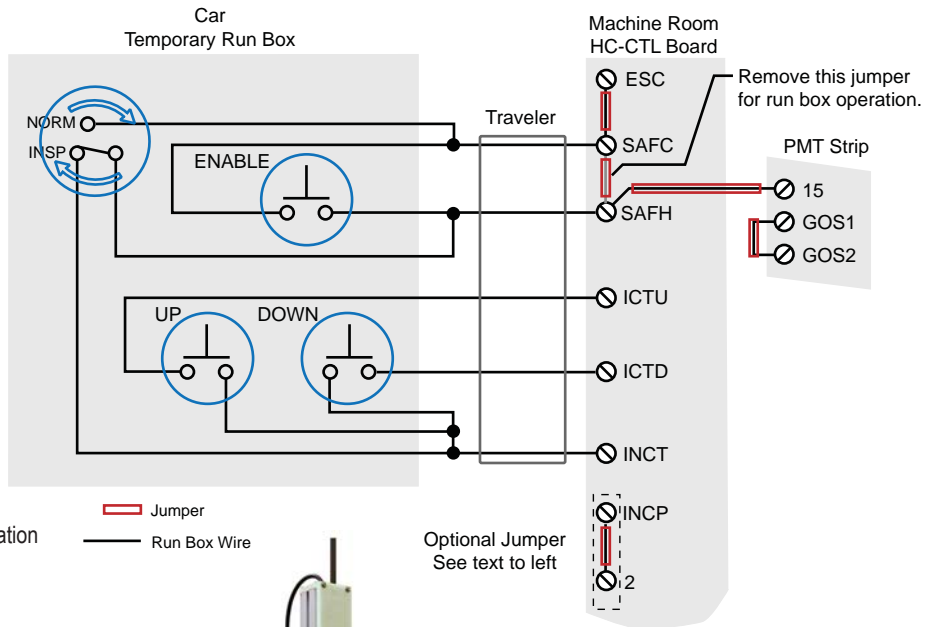 Car
Temporary Run Box
Machine Room
HC-CTL Board
ESC
Remove this jumper
for run box operation.
Traveler
NORM
SAFC
PMT Strip
INSP
ENABLE
15
SAFH
GOS1
GOS2
ICTU
UP
DOWN
ICTD
INCT
Jumper
INCP
ation
Run Box Wire
Optional Jumper
See text to left
2